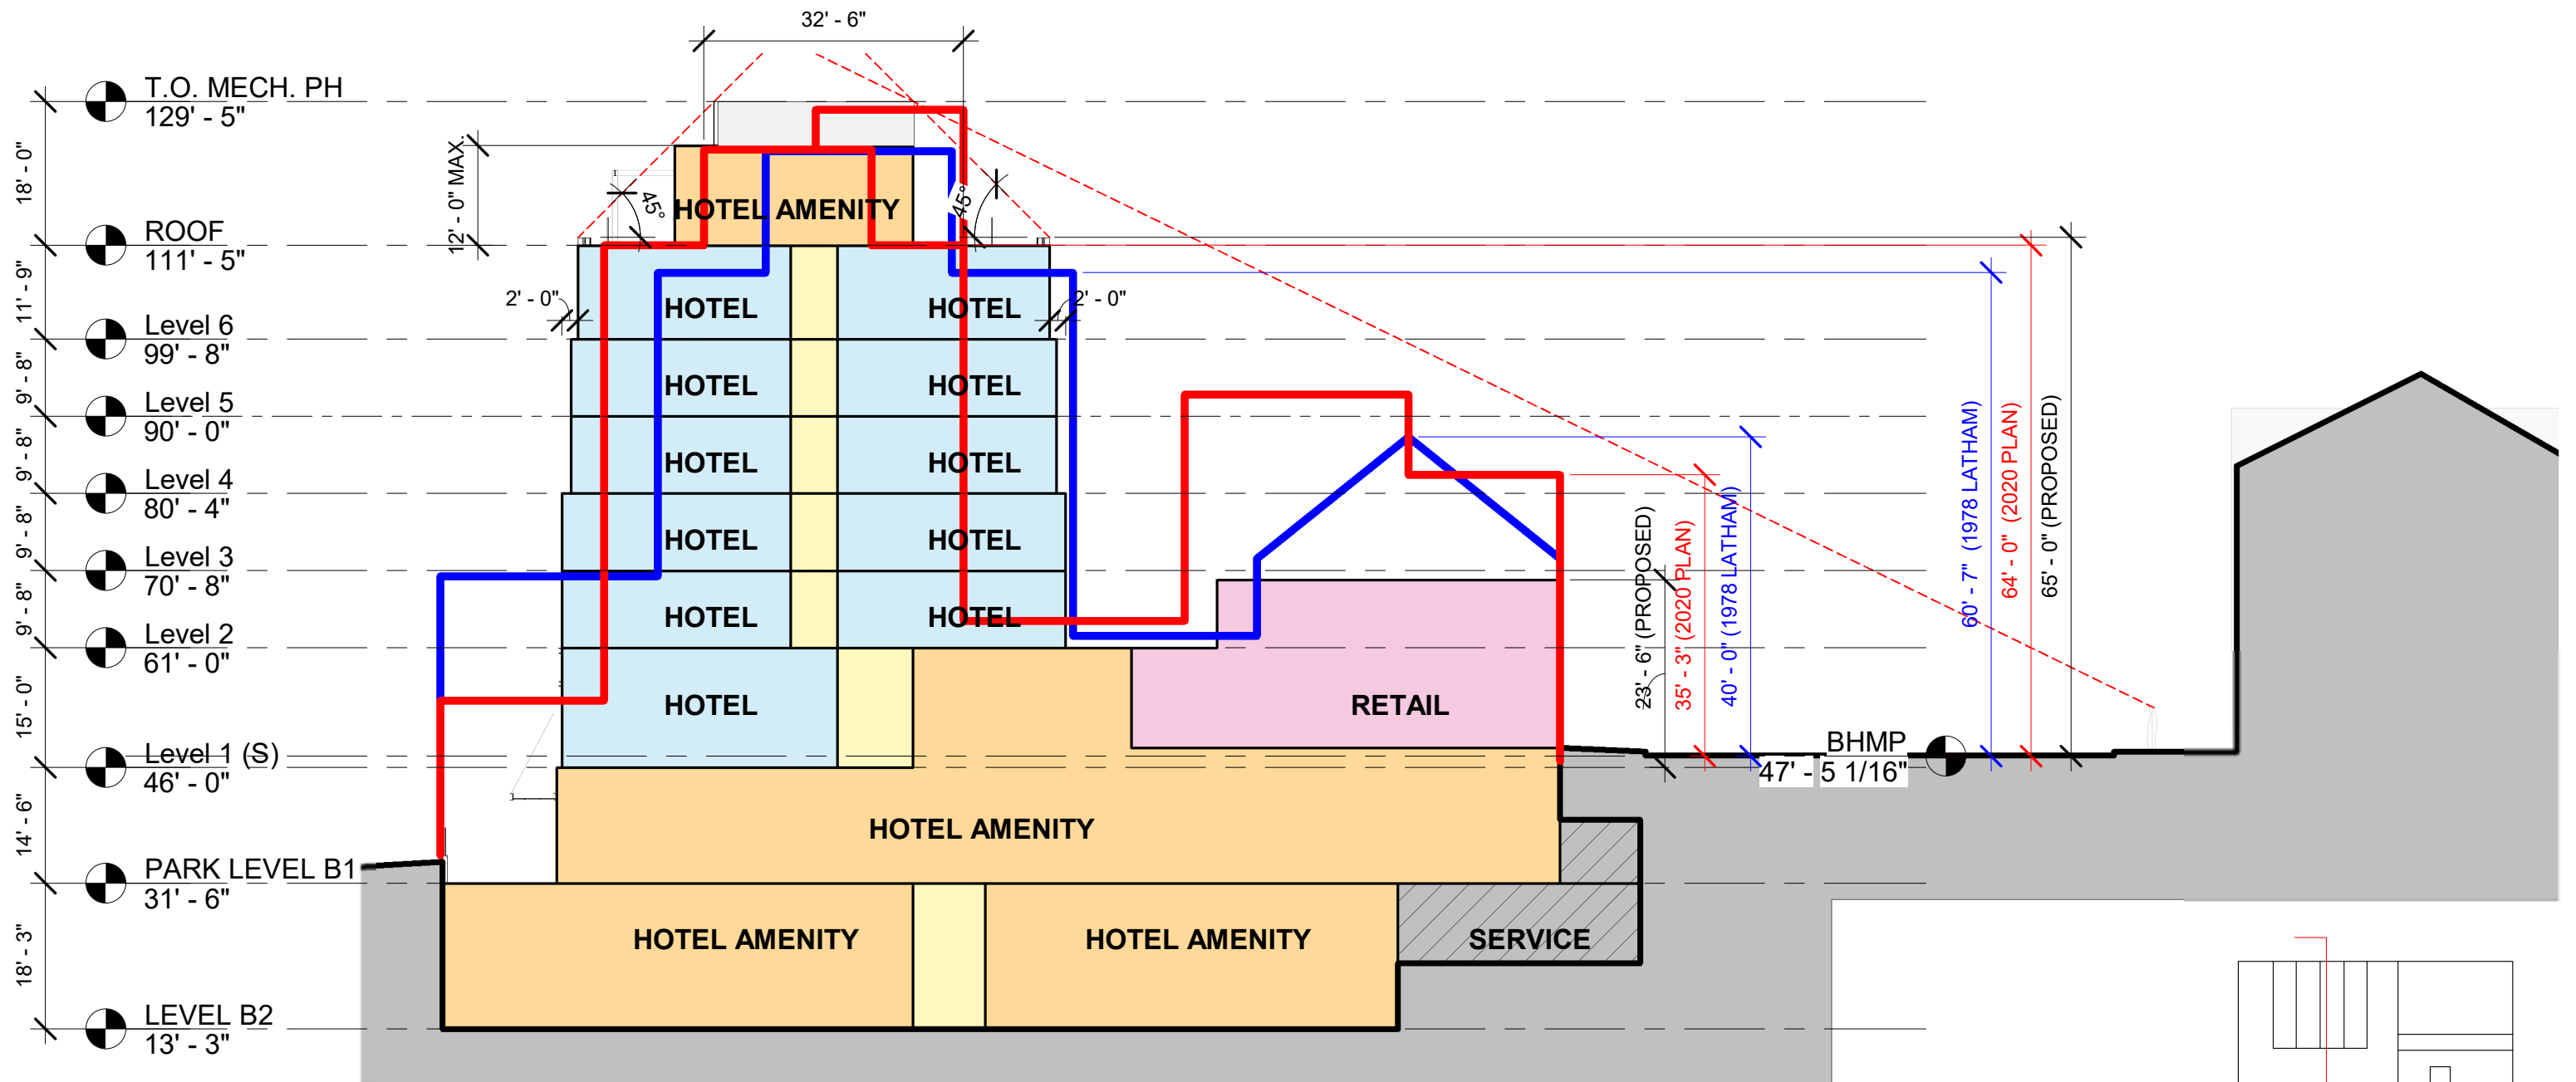 32' - 6"
T.O. MECH. PH
129' - 5"
18' - 0"
12' - 0" MAX.
45°
45°
HOTEL AMENITY
ROOF
111' - 5"
11' - 9"
2' - 0"
HOTEL
HOTEL
2' - 0"
Level 6
99' - 8"
9' - 8"
HOTEL
HOTEL
Level 5
90' - 0"
9' - 8"
HOTEL
HOTEL
Level 4
80' - 4"
9' - 8"
HOTEL
HOTEL
Level 3
70' - 8"
9' - 8"
HOTEL
HOTEL
Level 2
61' - 0"
15' - 0"
HOTEL
RETAIL
23' - 6" (PROPOSED)
35' - 3" (2020 PLAN)
40' - 0" (1978 LATHAM)
60' - 7" (1978 LATHAM)
64' - 0" (2020 PLAN)
65' - 0" (PROPOSED)
Level 1 (S)
46' - 0"
BHMP
47' - 5 1/16"
14' - 6"
HOTEL AMENITY
PARK LEVEL B1
31' - 6"
18' - 3"
HOTEL AMENITY
HOTEL AMENITY
SERVICE
LEVEL B2
13' - 3"